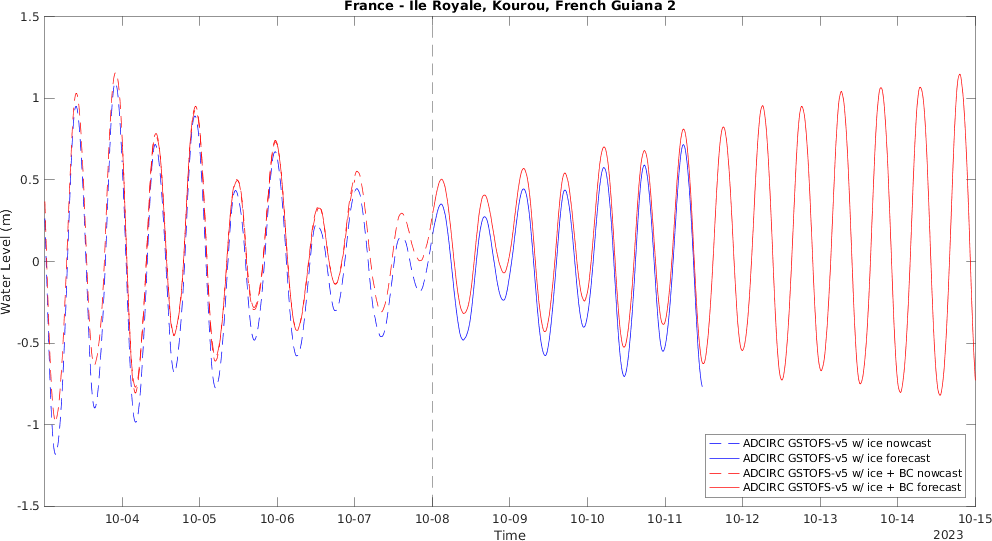 France - Ile Royale, Kourou, French Guiana 2
1.5
1
0.5
0
-0.5
-1
-1.5
Water Level (m)
ADCIRC GSTOFS-v5 w/ ice nowcast
ADCIRC GSTOFS-v5 w/ ice forecast
ADCIRC GSTOFS-v5 w/ ice + BC nowcast
ADCIRC GSTOFS-v5 w/ ice + BC forecast
10-04 10-05 10-06 10-07 10-08 10-09 10-10 10-11 10-12 10-13 10-14 10-15
Time
2023